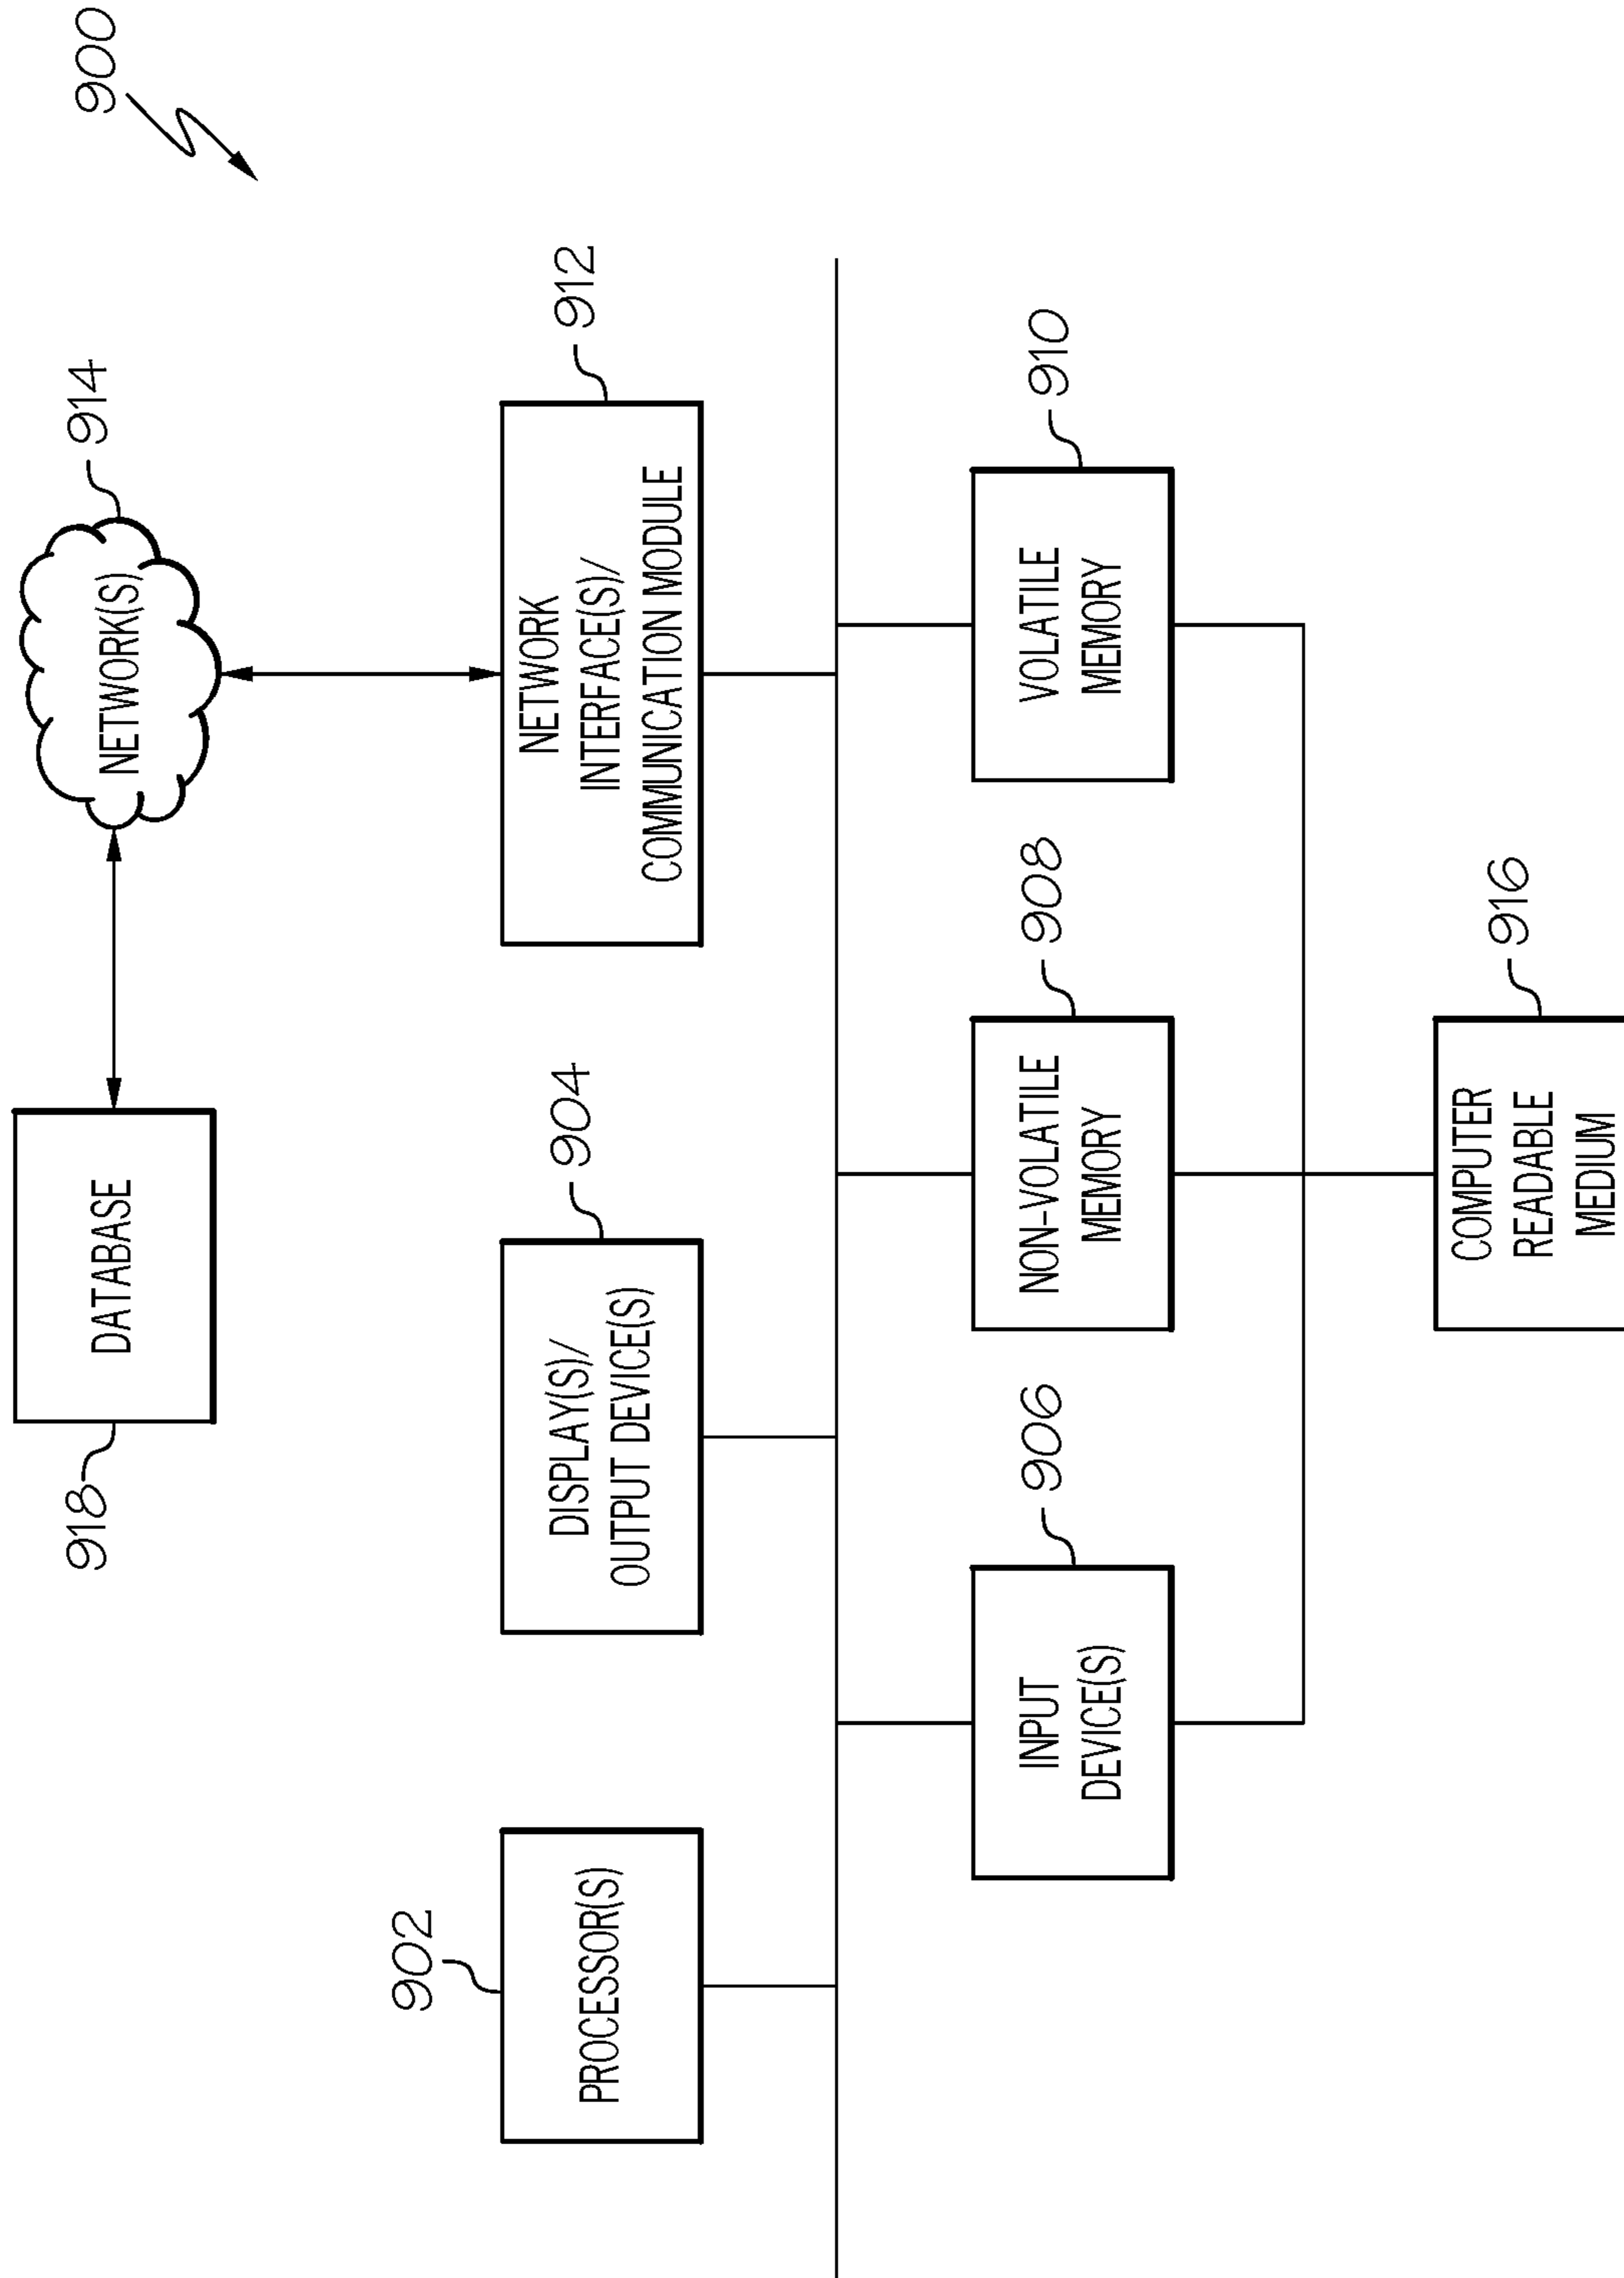 900
918
DATABASE
NETWORK(S)
914
902
PROCESSOR(S)
904
DISPLAY(S)/
OUTPUT DEVICE(S)
912
NETWORK
INTERFACE(S)/
COMMUNICATION MODULE
906
INPUT
DEVICE(S)
908
NON-VOLATILE
MEMORY
910
VOLATILE
MEMORY
916
COMPUTER
READABLE
MEDIUM